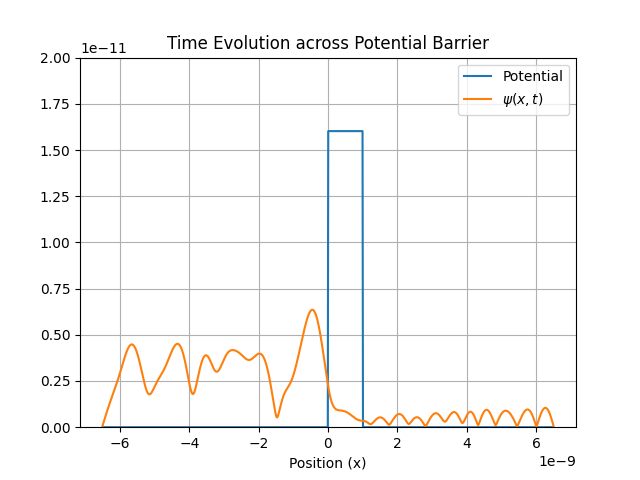 Time Evolution across Potential Barrier
1e−11
2.00
1.75
1.50
1.25
1.00
0.75
0.50
0.25
0.00
Potential
ψ(x, t)
−6 −4 −2 0 2 4 6
Position (x)
1e−9